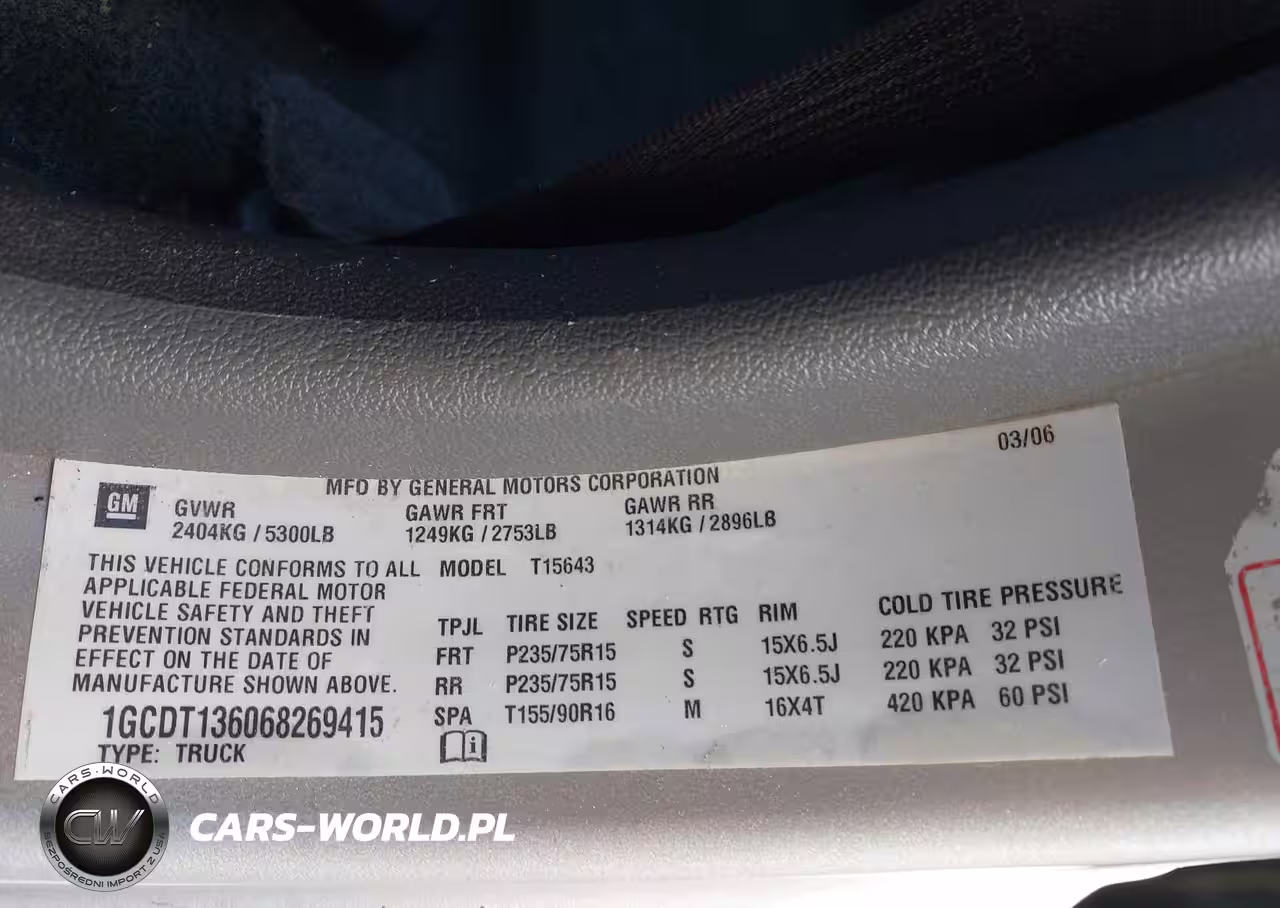 03/06
MFD BY GENERAL MOTORS CORPORATION
GM
GVWR GAWR FRT GAWR RR
2404KG / 5300LB 1249KG / 2753LB 1314KG / 2896LB
THIS VEHICLE CONFORMS TO ALL
APPLICABLE FEDERAL MOTOR
VEHICLE SAFETY AND THEFT
PREVENTION STANDARDS IN
EFFECT ON THE DATE OF
MANUFACTURE SHOWN ABOVE.
1GCDT136068269415
TYPE: TRUCK
MODEL T15643
TPJL TIRE SIZE SPEED RTG RIM COLD TIRE PRESSURE
FRT P235/75R15 S 15X6.5J 220 KPA 32 PSI
RR P235/75R15 S 15X6.5J 220 KPA 32 PSI
SPA T155/90R16 M 16X4T 420 KPA 60 PSI
CARS-WORLD
CW
BEZPOŚREDNI IMPORT Z USA
CARS-WORLD.PL